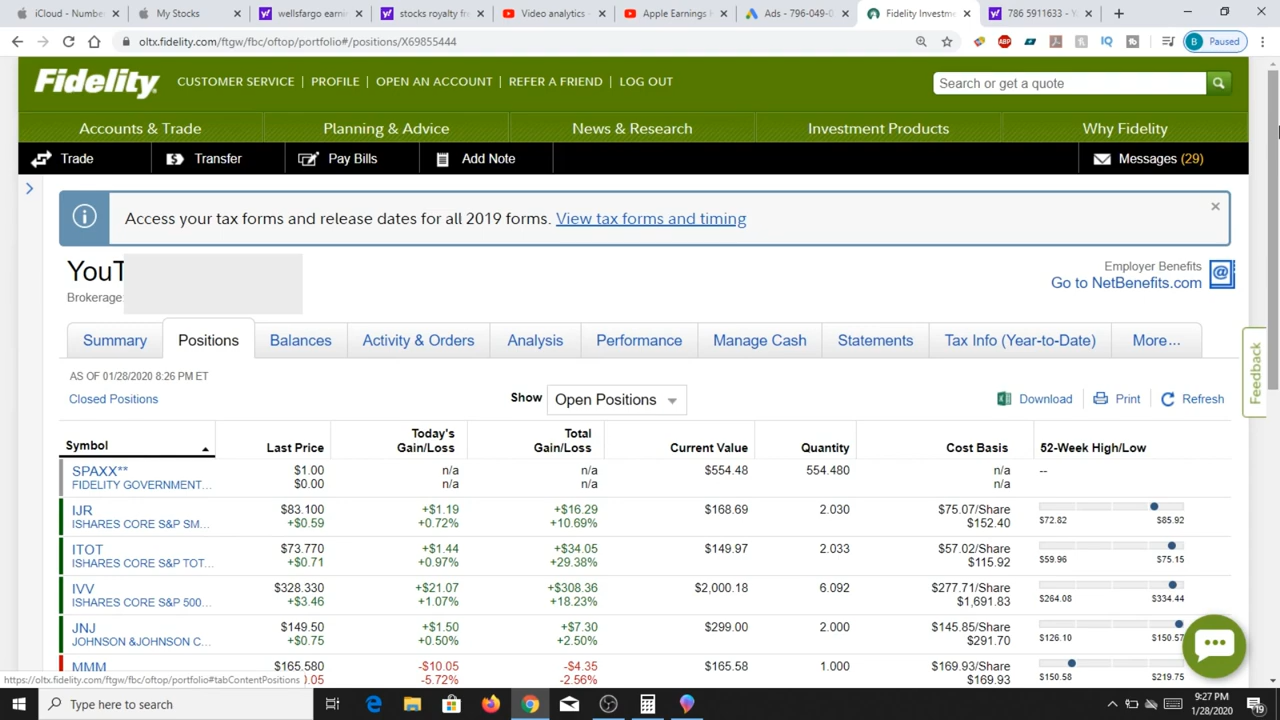 iCloud - Number
My Stocks
wellsfargo earni
stocks royalty fr
Video analytics -
Apple Earnings H
Ads - 796-049-0
Fidelity Investme
786 5911633 - Y
oltx.fidelity.com/ftgw/fbc/oftop/portfolio#/positions/X69855444
B Paused
Fidelity CUSTOMER SERVICE | PROFILE | OPEN AN ACCOUNT | REFER A FRIEND | LOG OUT
Search or get a quote
Accounts & Trade Planning & Advice News & Research Investment Products Why Fidelity
Trade Transfer Pay Bills Add Note Messages (29)
Access your tax forms and release dates for all 2019 forms. View tax forms and timing
YouT
Brokerage
Employer Benefits
Go to NetBenefits.com
Summary Positions Balances Activity & Orders Analysis Performance Manage Cash Statements Tax Info (Year-to-Date) More...
AS OF 01/28/2020 8:26 PM ET
Closed Positions
Show Open Positions
Download Print Refresh
Feedback
Symbol Last Price Today's Gain/Loss Total Gain/Loss Current Value Quantity Cost Basis 52-Week High/Low
SPAXX** $1.00 n/a n/a $554.48 554.480 n/a --
FIDELITY GOVERNMENT... $0.00 n/a n/a n/a
IJR $83.100 +$1.19 +$16.29 $168.69 2.030 $75.07/Share
ISHARES CORE S&P SM... +$0.59 +0.72% +10.69% $152.40 $72.82 $85.92
ITOT $73.770 +$1.44 +$34.05 $149.97 2.033 $57.02/Share
ISHARES CORE S&P TOT... +$0.71 +0.97% +29.38% $115.92 $59.96 $75.15
IVV $328.330 +$21.07 +$308.36 $2,000.18 6.092 $277.71/Share
ISHARES CORE S&P 500... +$3.46 +1.07% +18.23% $1,691.83 $264.08 $334.44
JNJ $149.50 +$1.50 +$7.30 $299.00 2.000 $145.85/Share
JOHNSON &JOHNSON C... +$0.75 +0.50% +2.50% $291.70 $126.10 $150.57
MMM $165.580 -$10.05 -$4.35 $165.58 1.000 $169.93/Share
.05 -5.72% -2.56% $169.93 $150.58 $219.75
https://oltx.fidelity.com/ftgw/fbc/oftop/portfolio#tabContentPositions
Type here to search
9:27 PM
1/28/2020
19